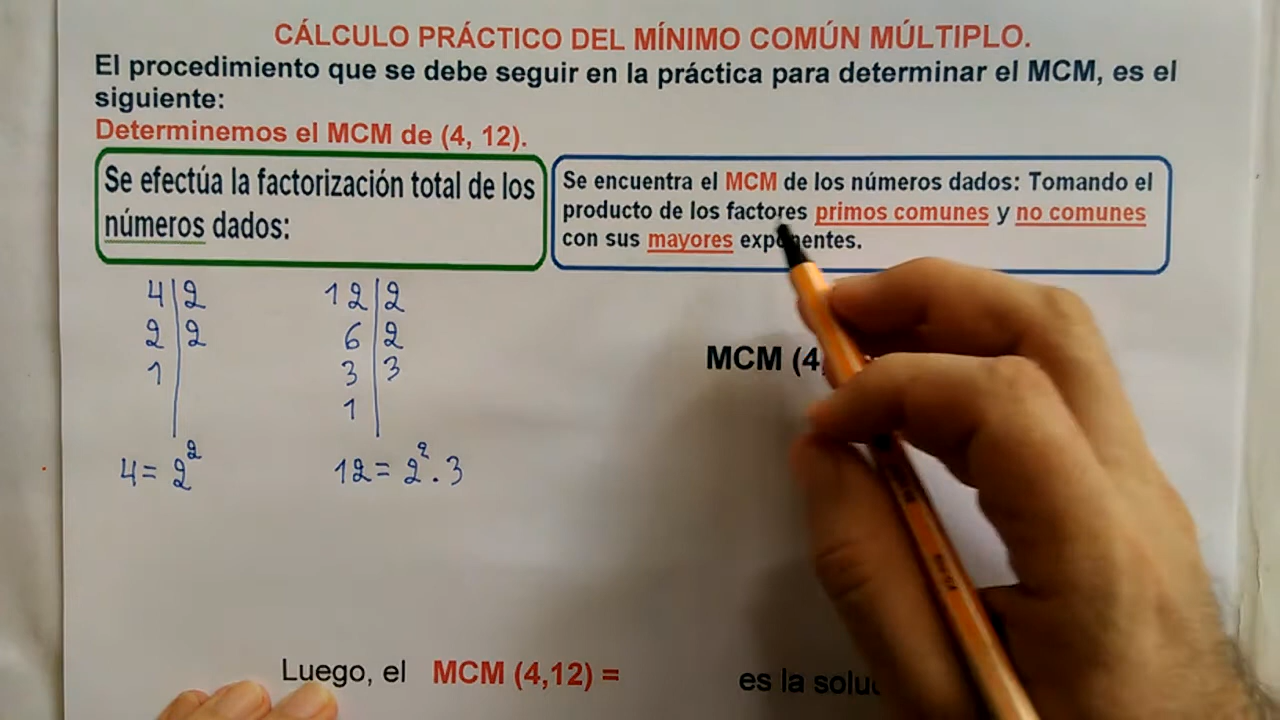 CÁLCULO PRÁCTICO DEL MÍNIMO COMÚN MÚLTIPLO.
El procedimiento que se debe seguir en la práctica para determinar el MCM, es el
siguiente:
Determinemos el MCM de (4, 12).
Se efectúa la factorización total de los
números dados:
Se encuentra el MCM de los números dados: Tomando el
producto de los factores primos comunes y no comunes
con sus mayores exponentes.
4|2
2|2
1|
12|2
6|2
3|3
1|
MCM (4,
4 = 2²
12 = 2² . 3
Luego, el MCM (4,12) = es la